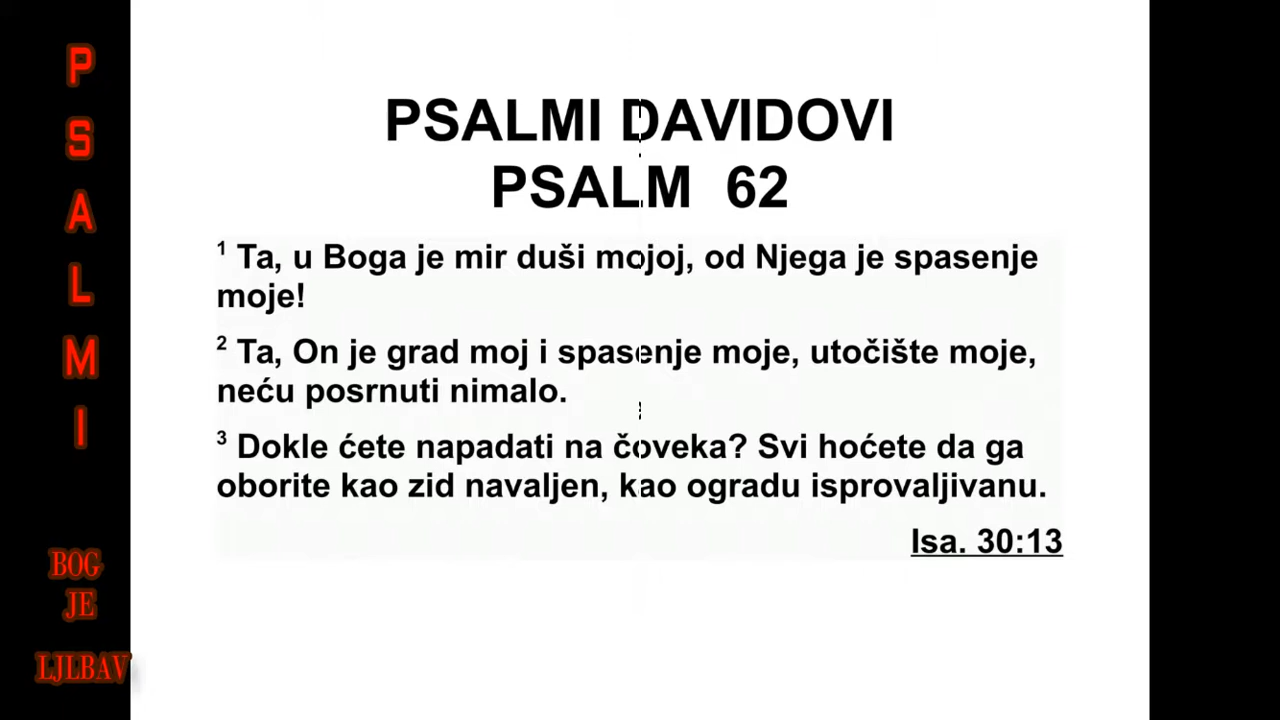 P
S
A
L
M
I
BOG
JE
LJLBAV
PSALMI DAVIDOVI
PSALM 62
1 Ta, u Boga je mir duši mojoj, od Njega je spasenje
moje!
2 Ta, On je grad moj i spasenje moje, utočište moje,
neću posrnuti nimalo.
3 Dokle ćete napadati na čoveka? Svi hoćete da ga
oborite kao zid navaljen, kao ogradu isprovaljivanu.
Isa. 30:13